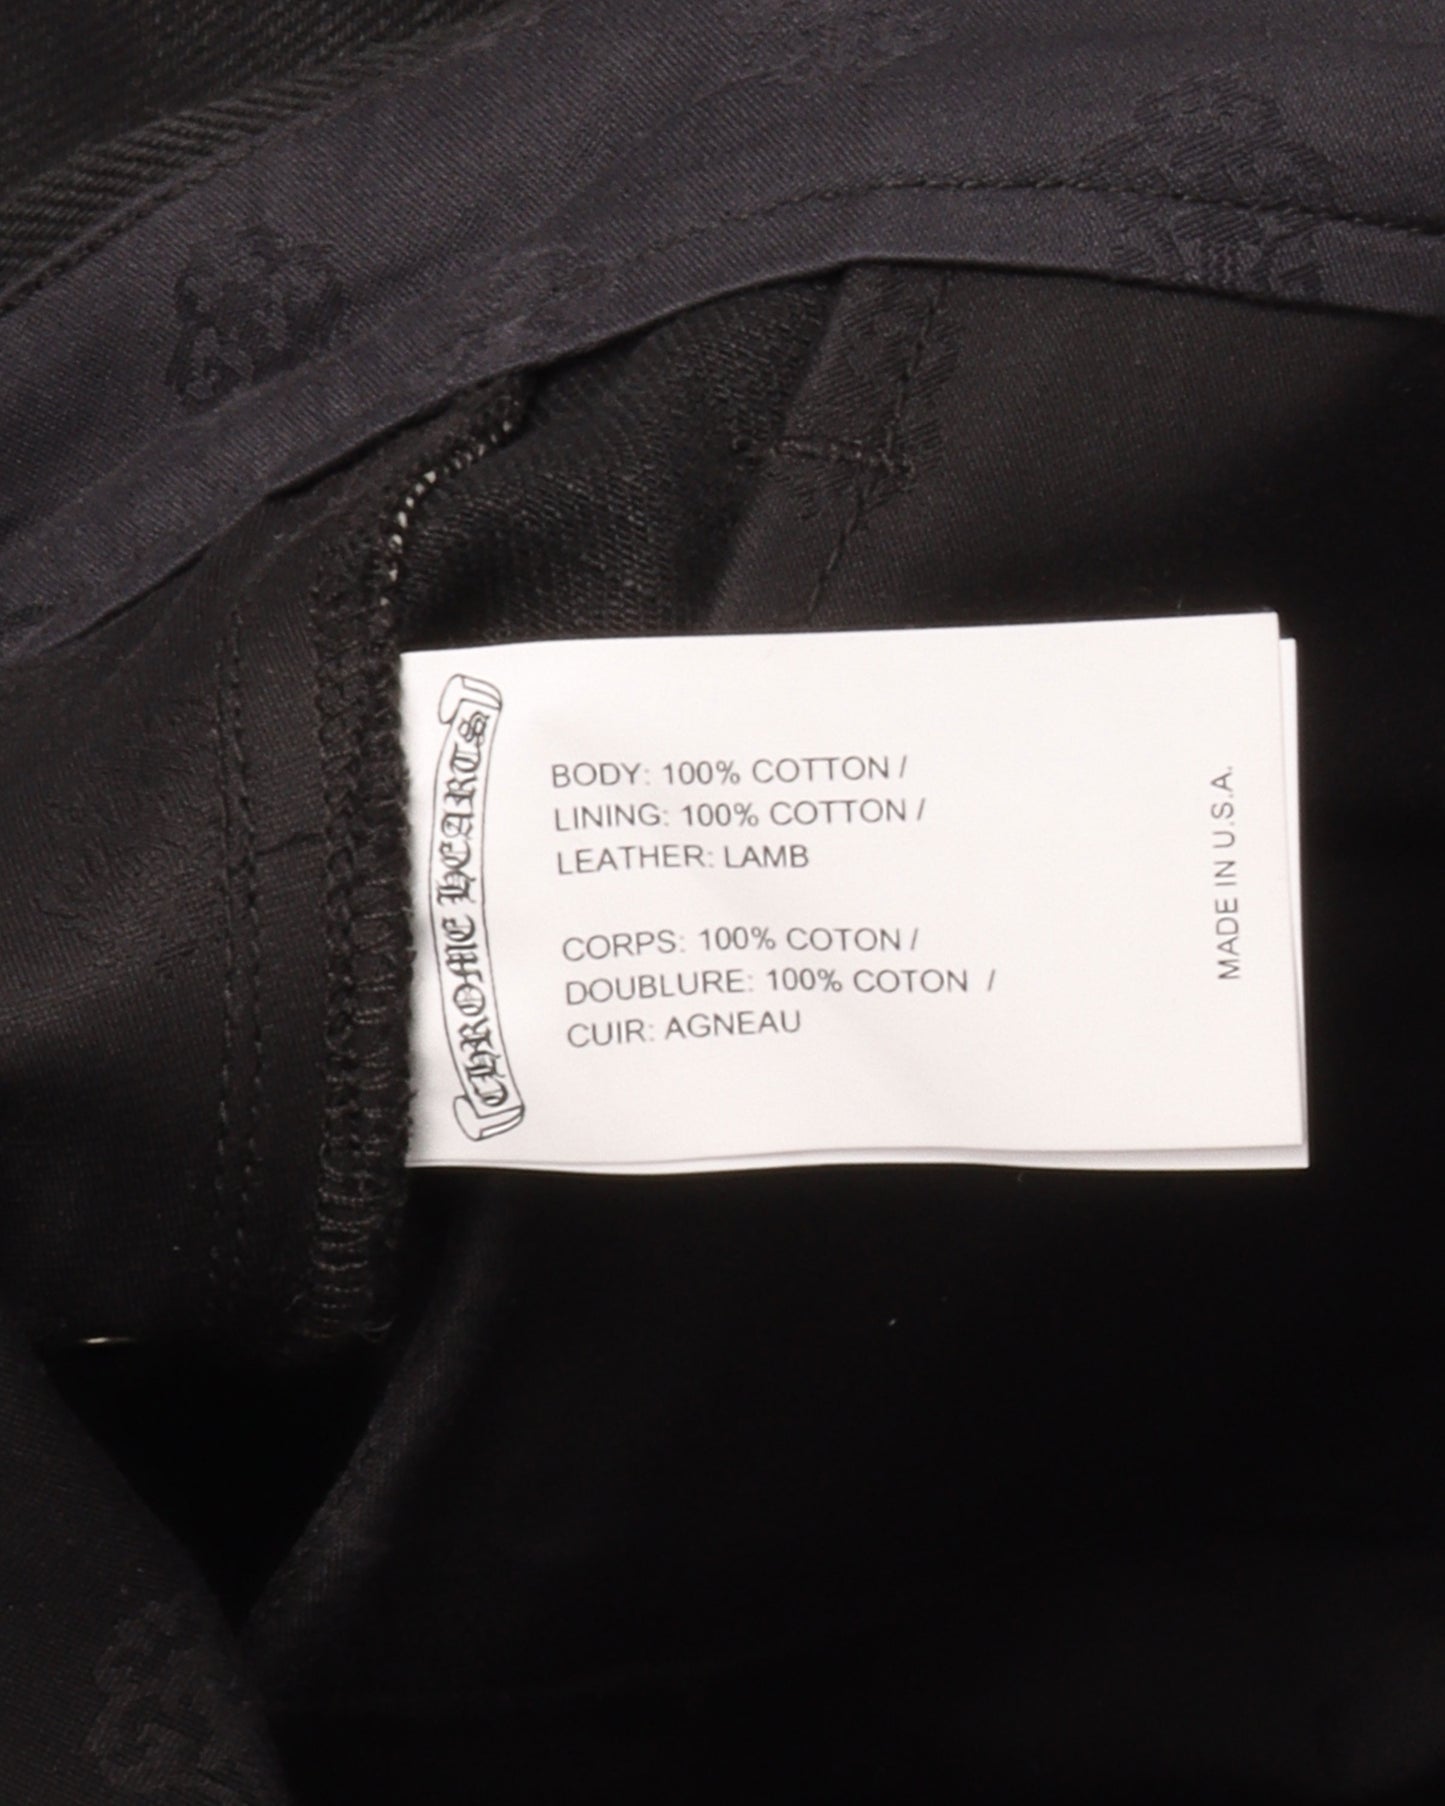 CHROME HEARTS
BODY: 100% COTTON /
LINING: 100% COTTON /
LEATHER: LAMB
CORPS: 100% COTON /
DOUBLURE: 100% COTON /
CUIR: AGNEAU
MADE IN U.S.A.